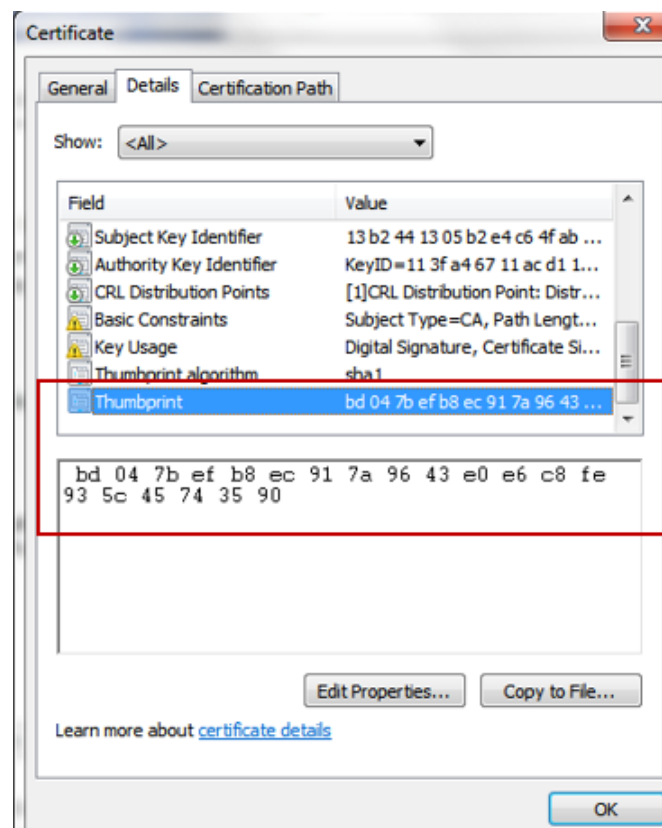 Certificate
General Details Certification Path
Show: <All>
Field Value
Subject Key Identifier 13 b2 44 13 05 b2 e4 c6 4f ab ...
Authority Key Identifier KeyID=11 3f a4 67 11 ac d1 1...
CRL Distribution Points [1]CRL Distribution Point: Distr...
Basic Constraints Subject Type=CA, Path Lengt...
Key Usage Digital Signature, Certificate Si...
Thumbprint algorithm sha1
Thumbprint bd 04 7b ef b8 ec 91 7a 96 43 ...
bd 04 7b ef b8 ec 91 7a 96 43 e0 e6 c8 fe
93 5c 45 74 35 90
Edit Properties... Copy to File...
Learn more about certificate details
OK